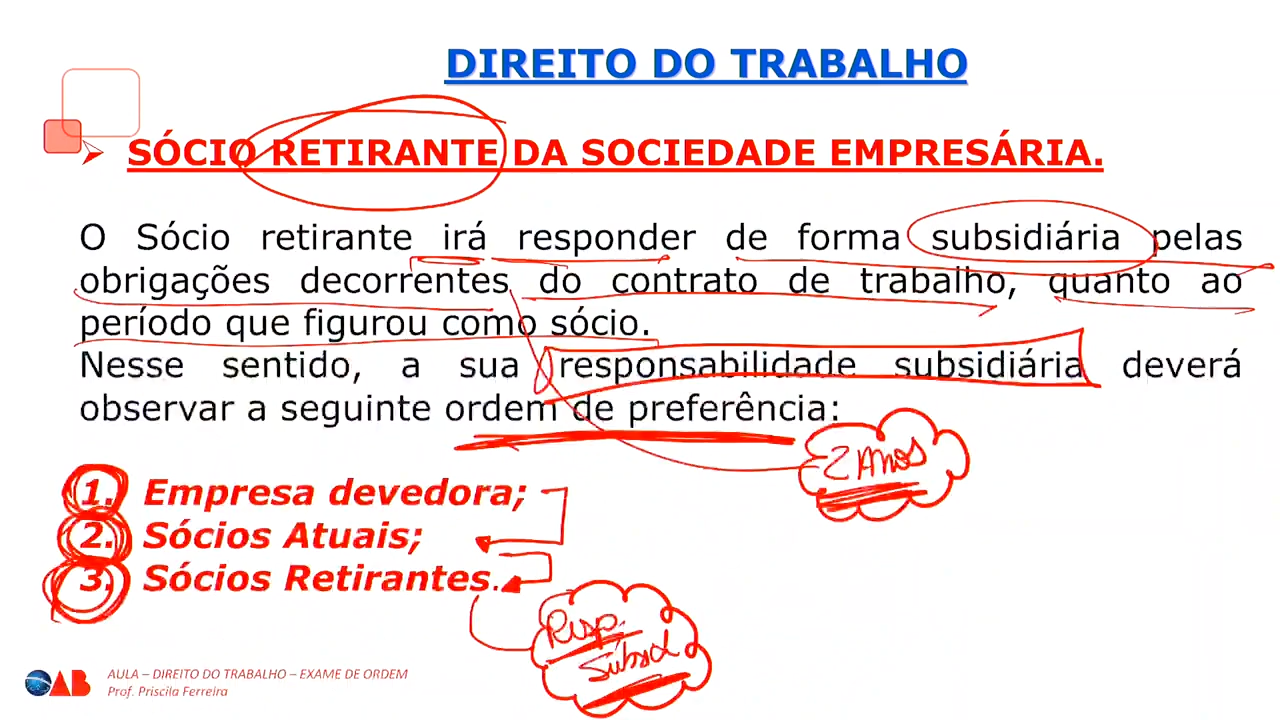 DIREITO DO TRABALHO
SÓCIO RETIRANTE DA SOCIEDADE EMPRESÁRIA.
O Sócio retirante irá responder de forma subsidiária pelas
obrigações decorrentes do contrato de trabalho, quanto ao
período que figurou como sócio.
Nesse sentido, a sua responsabilidade subsidiária deverá
observar a seguinte ordem de preferência:
2 Anos
1. Empresa devedora;
2. Sócios Atuais;
3. Sócios Retirantes.
Resp.
Subsd
OAB
AULA – DIREITO DO TRABALHO – EXAME DE ORDEM
Prof. Priscila Ferreira